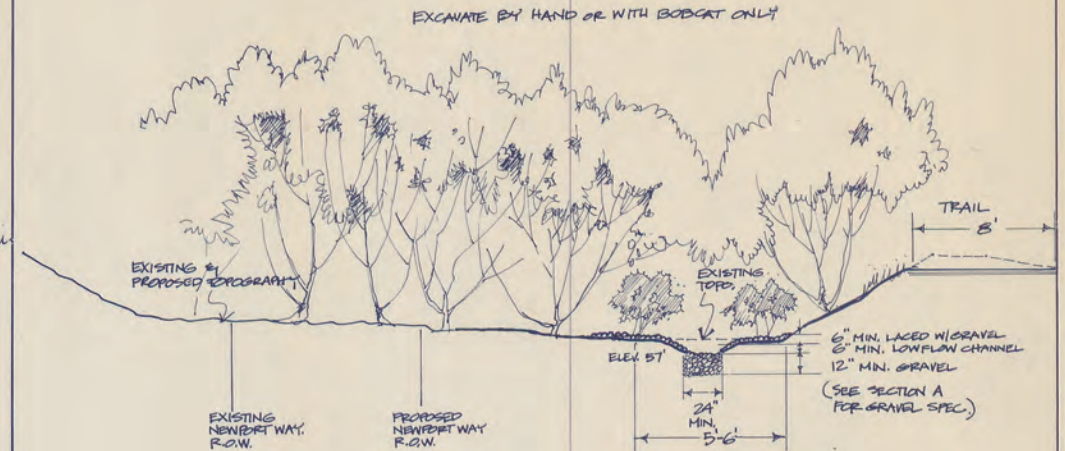 EXCAVATE BY HAND OR WITH BOBCAT ONLY
TRAIL
8'
EXISTING &
PROPOSED TOPOGRAPHY
EXISTING
TOPO.
ELEV. 57'
6" MIN. LACED W/GRAVEL
6" MIN. LOWFLOW CHANNEL
12" MIN. GRAVEL
(SEE SECTION A
FOR GRAVEL SPEC.)
24"
MIN.
5'-6'
EXISTING
NEWPORT WAY.
R.O.W.
PROPOSED
NEWPORT WAY
R.O.W.